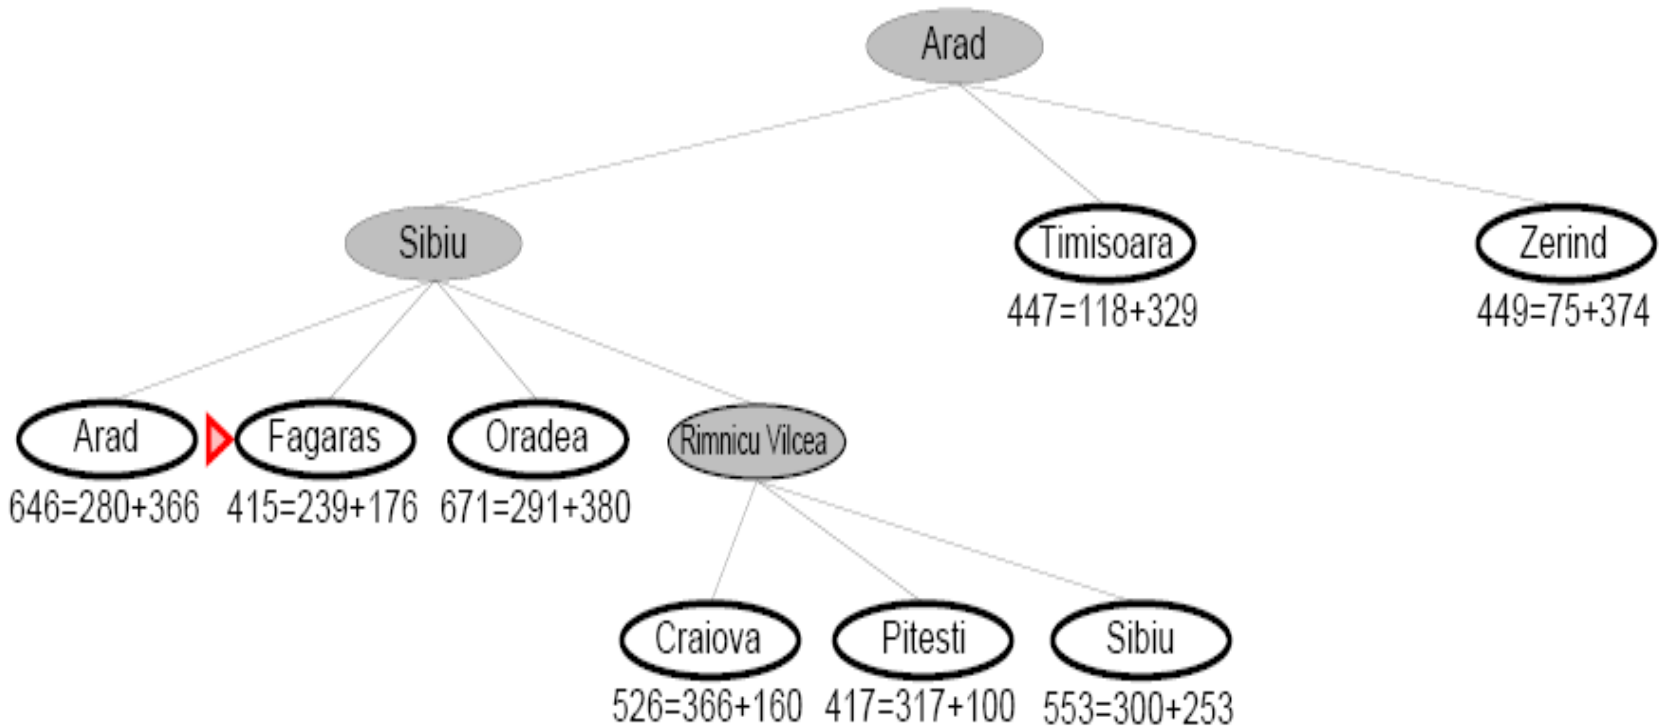 Arad
Sibiu
Timisoara
Zerind
447=118+329
449=75+374
Arad
Fagaras
Oradea
Rimnicu Vilcea
646=280+366
415=239+176
671=291+380
Craiova
Pitesti
Sibiu
526=366+160
417=317+100
553=300+253